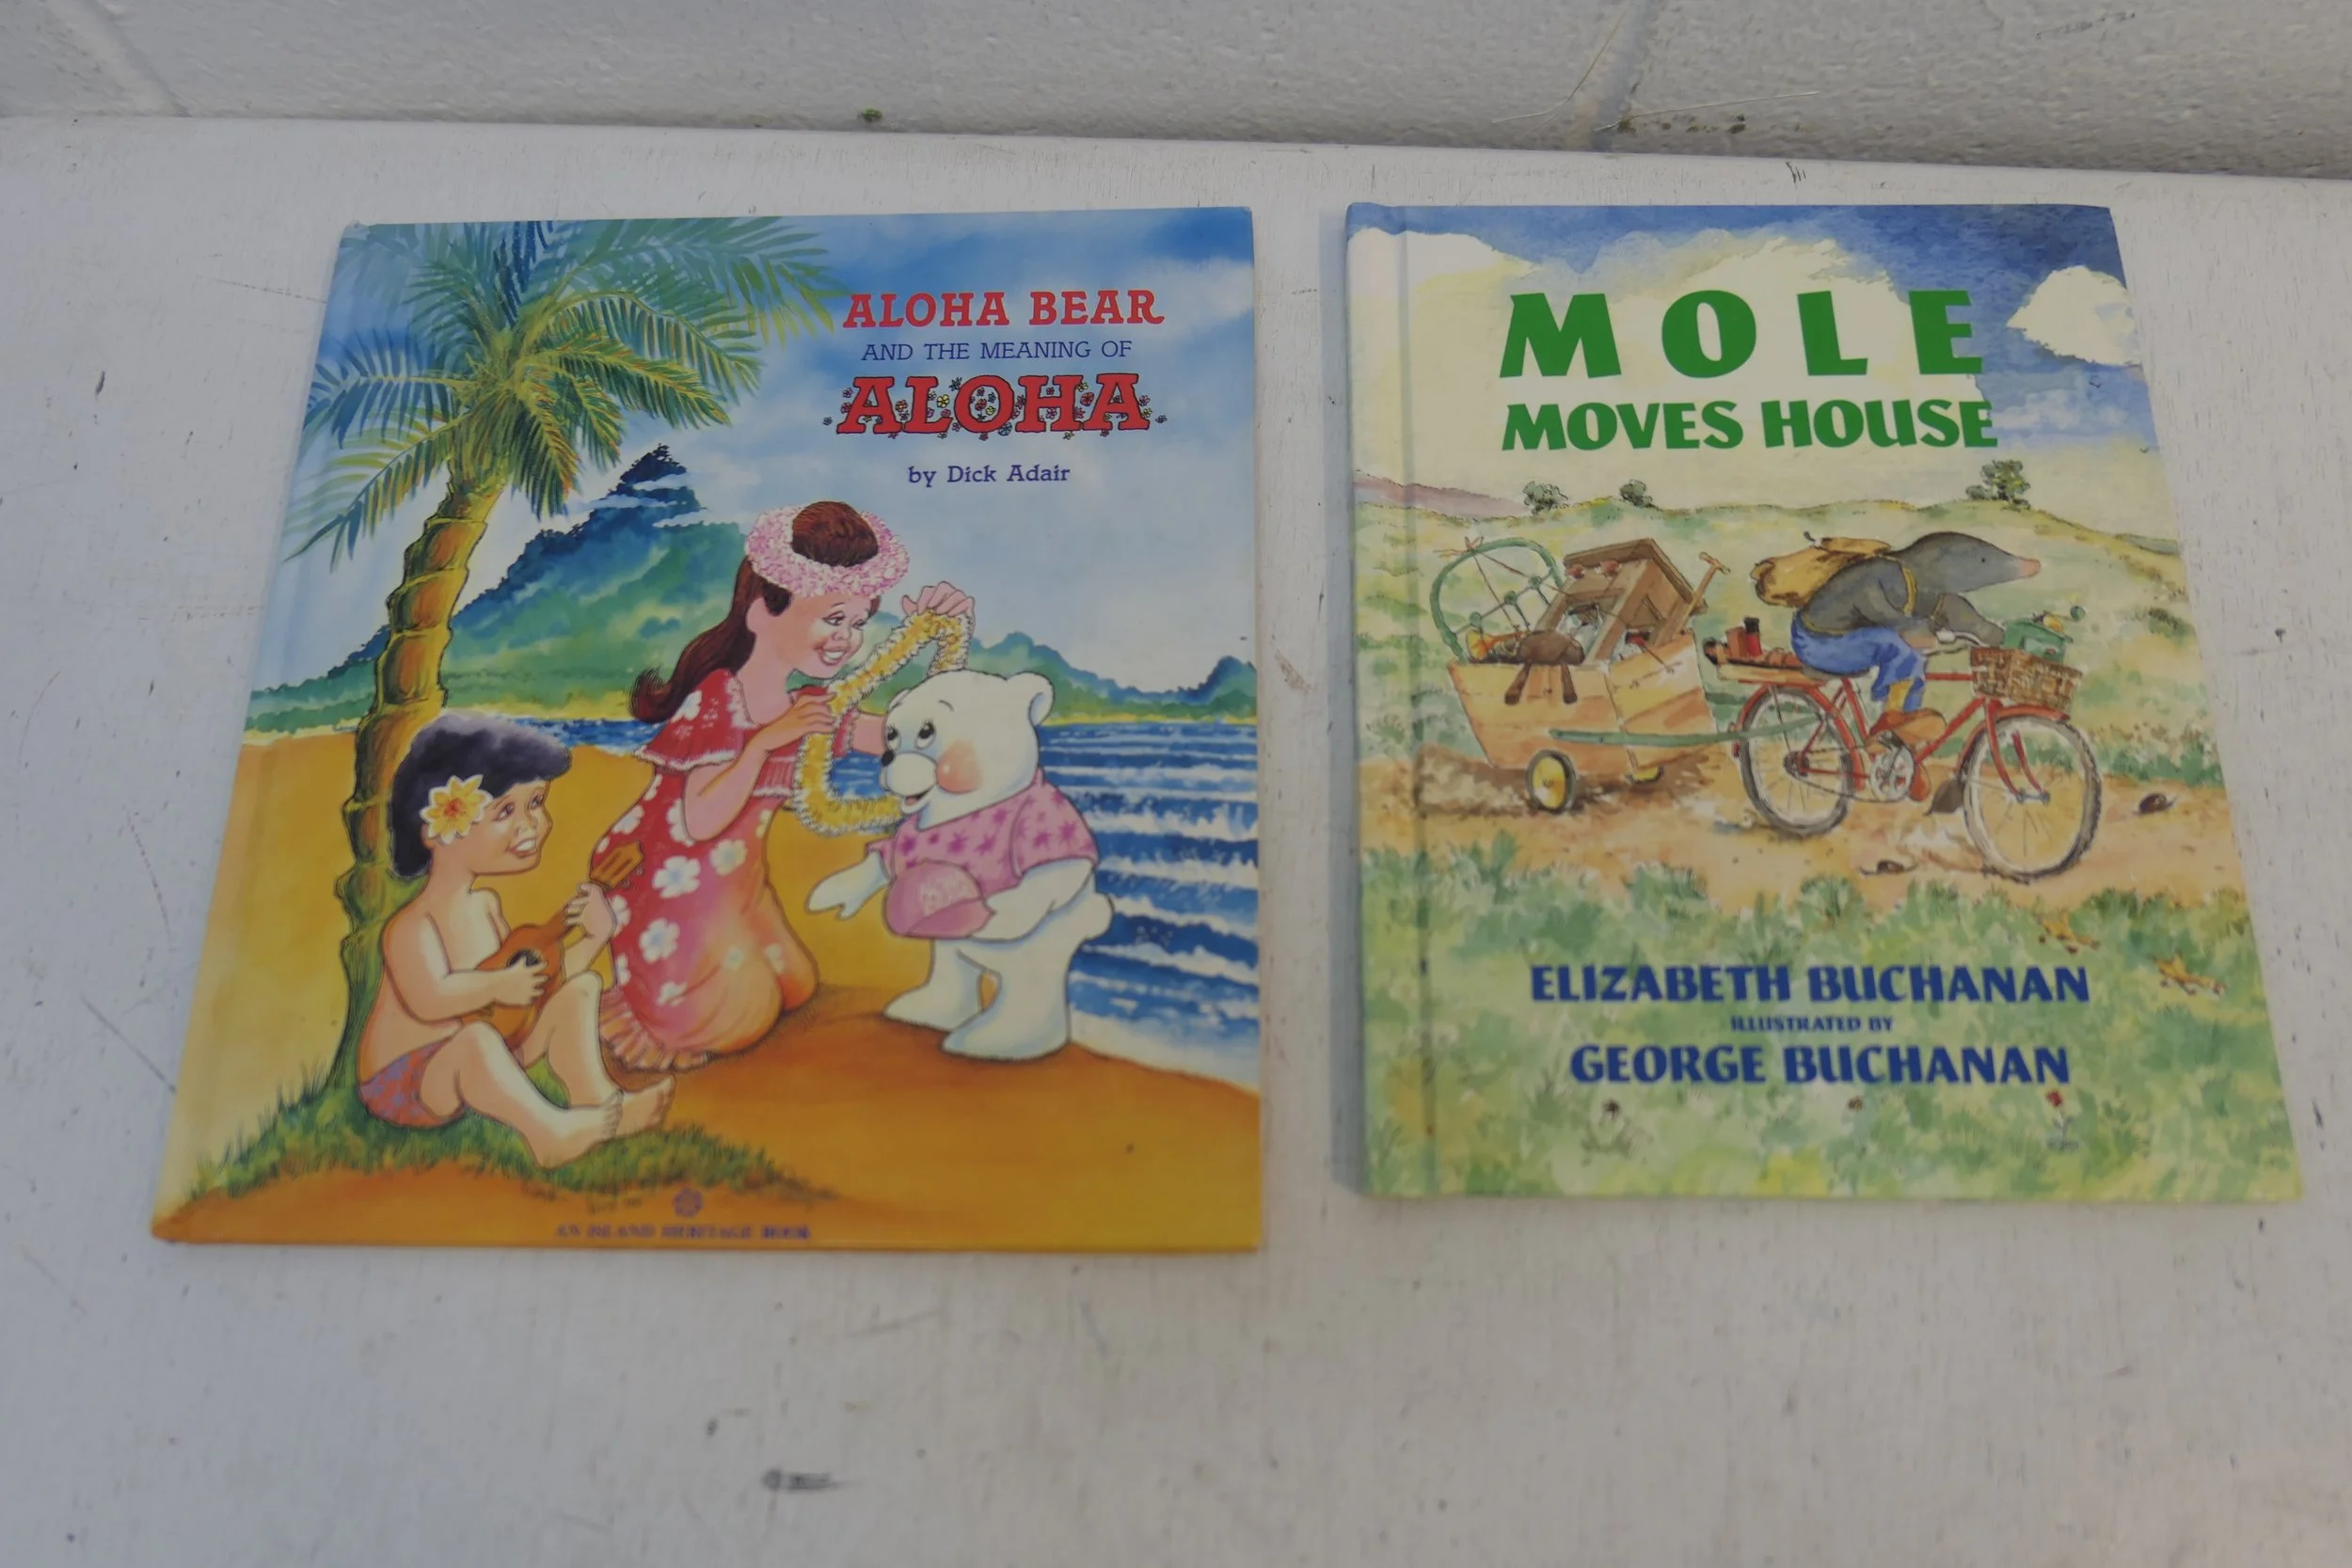 ALOHA BEAR
AND THE MEANING OF
ALOHA
by Dick Adair
AN ISLAND HERITAGE BOOK
MOLE
MOVES HOUSE
ELIZABETH BUCHANAN
ILLUSTRATED BY
GEORGE BUCHANAN